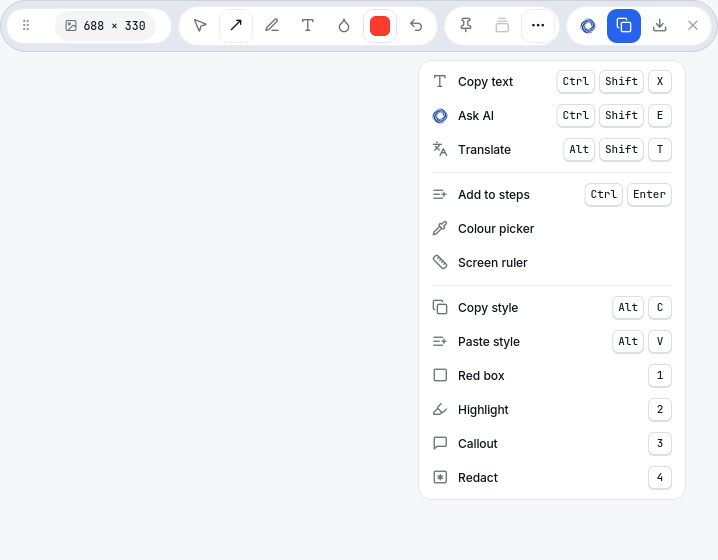 688 × 330
Copy text Ctrl Shift X
Ask AI Ctrl Shift E
Translate Alt Shift T
Add to steps Ctrl Enter
Colour picker
Screen ruler
Copy style Alt C
Paste style Alt V
Red box 1
Highlight 2
Callout 3
Redact 4